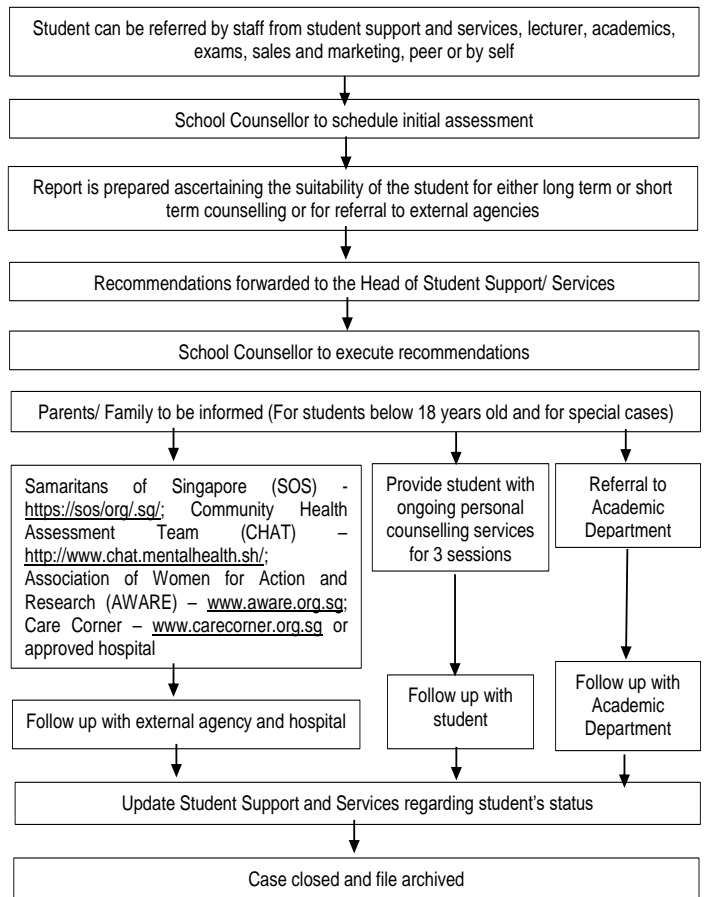 Student can be referred by staff from student support and services, lecturer, academics,
exams, sales and marketing, peer or by self
School Counsellor to schedule initial assessment
Report is prepared ascertaining the suitability of the student for either long term or short
term counselling or for referral to external agencies
Recommendations forwarded to the Head of Student Support/ Services
School Counsellor to execute recommendations
Parents/ Family to be informed (For students below 18 years old and for special cases)
Samaritans of Singapore (SOS) -
https://sos/org/.sg/; Community Health
Assessment Team (CHAT) –
http://www.chat.mentalhealth.sh/;
Association of Women for Action and
Research (AWARE) – www.aware.org.sg;
Care Corner – www.carecorner.org.sg or
approved hospital
Provide student with
ongoing personal
counselling services
for 3 sessions
Referral to
Academic
Department
Follow up with external agency and hospital
Follow up with
student
Follow up with
Academic
Department
Update Student Support and Services regarding student's status
Case closed and file archived